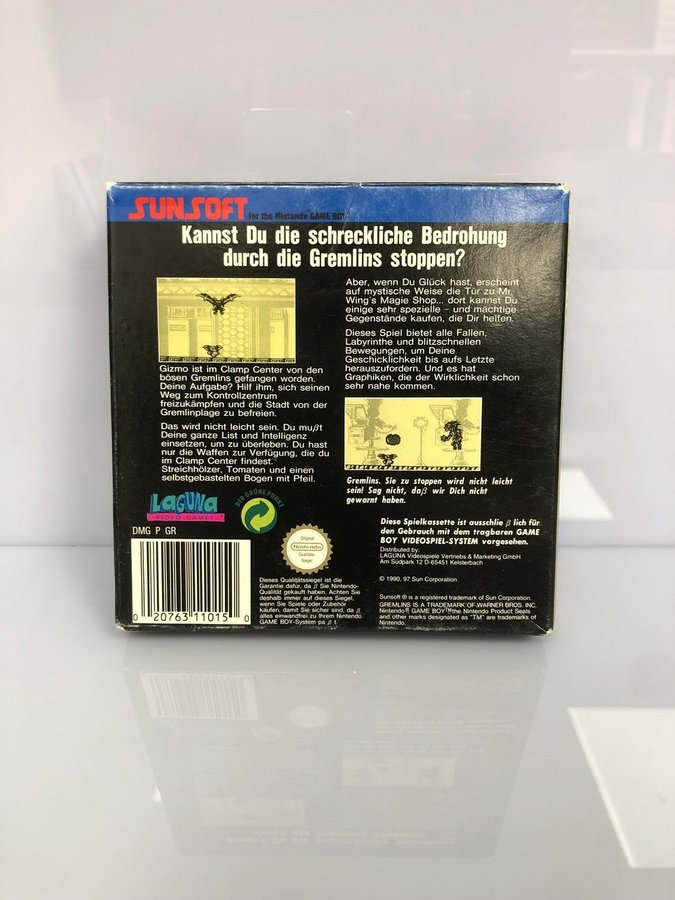 SUNSOFT for the Nintendo GAME BOY
Kannst Du die schreckliche Bedrohung
durch die Gremlins stoppen?
Gizmo ist im Clamp Center von den
bösen Gremlins gefangen worden.
Deine Aufgabe? Hilf ihm, sich seinen
Weg zum Kontrollzentrum
freizukämpfen und die Stadt von der
Gremlinplage zu befreien.
Das wird nicht leicht sein. Du mußt
Deine ganze List und Intelligenz
einsetzen, um zu überleben. Du hast
nur die Waffen zur Verfügung, die du
im Clamp Center findest.
Streichhölzer, Tomaten und einen
selbstgebastelten Bogen mit Pfeil.
Aber, wenn Du Glück hast, erscheint
auf mystische Weise die Tür zu Mr.
Wing's Magie Shop... dort kannst Du
einige sehr spezielle - und mächtige
Gegenstände kaufen, die Dir helfen.
Dieses Spiel bietet alle Fallen,
Labyrinthe und blitzschnellen
Bewegungen, um Deine
Geschicklichkeit bis aufs Letzte
herauszufordern. Und es hat
Graphiken, die der Wirklichkeit schon
sehr nahe kommen.
Gremlins. Sie zu stoppen wird nicht leicht
sein! Sag nicht, daß wir Dich nicht
gewarnt haben.
LAGUNA
VIDEO GAMES
DER GRÜNE PUNKT
DMG P GR
0 20763 11015 0
Original
Nintendo
Qualitäts
Siegel
Dieses Qualitätssiegel ist die
Garantie dafür, da β Sie Nintendo-
Qualität gekauft haben. Achten Sie
deshalb immer auf dieses Siegel,
wenn Sie Spiele oder Zubehör
kaufen, damit Sie sicher sind, da β
alles einwandfrei zu Ihrem Nintendo
GAME BOY-System pa β t.
Diese Spielkassette ist ausschlie β lich für
den Gebrauch mit dem tragbaren GAME
BOY VIDEOSPIEL-SYSTEM vorgesehen.
Distributed by:
LAGUNA Videospiele Vertriebs & Marketing GmbH
Am Südpark 12 D-65451 Kelsterbach
© 1990, 97 Sun Corporation
Sunsoft ® is a registered trademark of Sun Corporation.
GREMLINS IS A TRADEMARK OF WARNER BROS. INC.
Nintendo® GAME BOY™the Nintendo Product Seals
and other marks designated as "TM" are trademarks of
Nintendo.